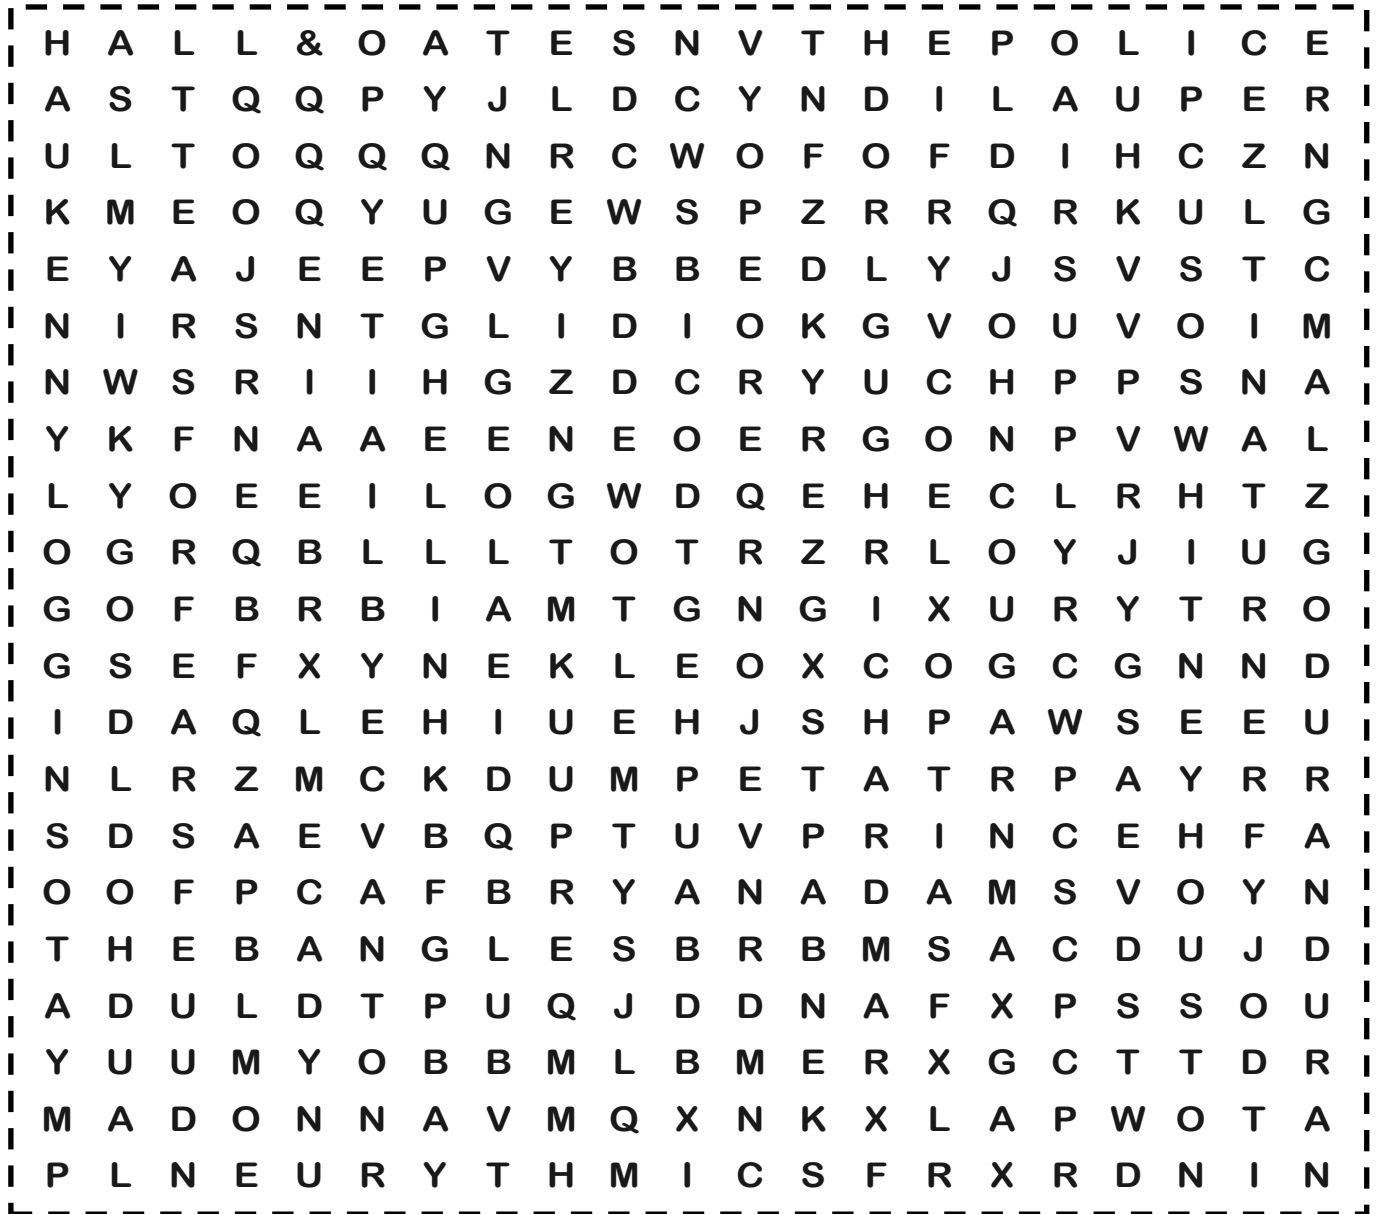 H A L L & O A T E S N V T H E P O L I C E
A S T Q Q P Y J L D C Y N D I L A U P E R
U L T O Q Q Q N R C W O F O F D I H C Z N
K M E O Q Y U G E W S P Z R R Q R K U L G
E Y A J E E P V Y B B E D L Y J S V S T C
N I R S N T G L I D I O K G V O U V O I M
N W S R I I H G Z D C R Y U C H P P S N A
Y K F N A A E E N E O E R G O N P V W A L
L Y O E E I L O G W D Q E H E C L R H T Z
O G R Q B L L L T O T R Z R L O Y J I U G
G O F B R B I A M T G N G I X U R Y T R O
G S E F X Y N E K L E O X C O G C G N N D
I D A Q L E H I U E H J S H P A W S E E U
N L R Z M C K D U M P E T A T R P A Y R R
S D S A E V B Q P T U V P R I N C E H F A
O O F P C A F B R Y A N A D A M S V O Y N
T H E B A N G L E S B R B M S A C D U J D
A D U L D T P U Q J D D N A F X P S S O U
Y U U M Y O B B M L B M E R X G C T T D R
M A D O N N A V M Q X N K X L A P W O T A
P L N E U R Y T H M I C S F R X R D N I N